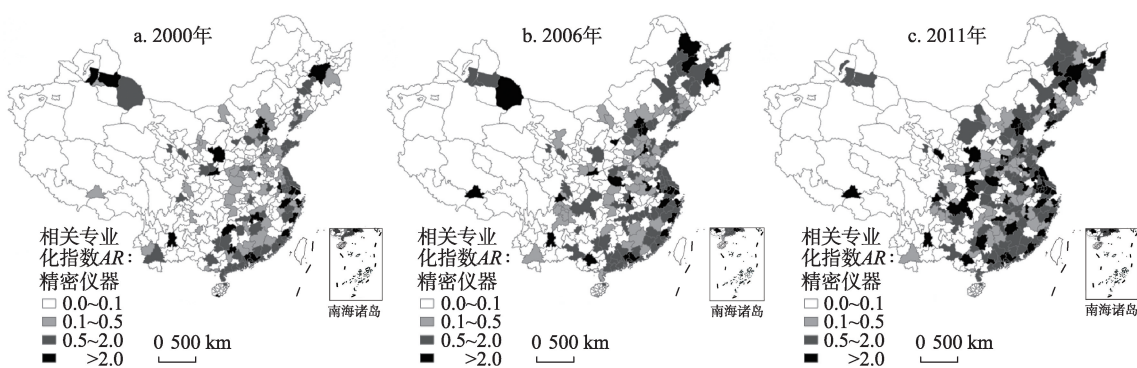 a. 2000年
相关专业
化指数AR：
精密仪器
0.0~0.1
0.1~0.5
0.5~2.0
>2.0
0 500 km
南海诸岛
b. 2006年
相关专业
化指数AR：
精密仪器
0.0~0.1
0.1~0.5
0.5~2.0
>2.0
0 500 km
南海诸岛
c. 2011年
相关专业
化指数AR：
精密仪器
0.0~0.1
0.1~0.5
0.5~2.0
>2.0
0 500 km
南海诸岛